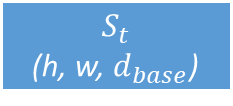 S_t
(h, w, d_base)